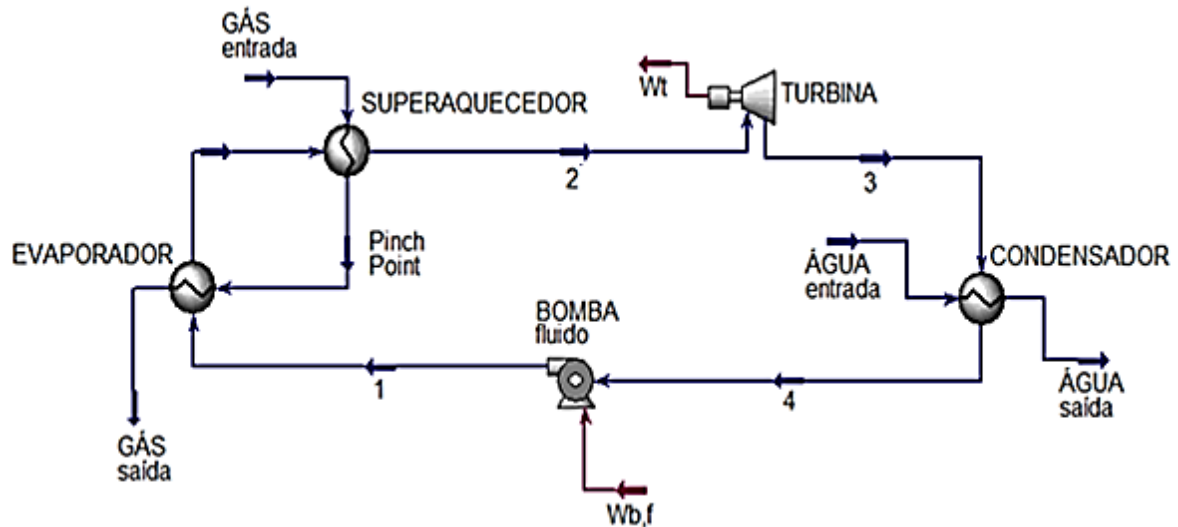 GÁS
entrada
SUPERAQUECEDOR
Wt
TURBINA
2
3
EVAPORADOR
Pinch
Point
ÁGUA
entrada
CONDENSADOR
BOMBA
fluido
1
4
ÁGUA
saída
GÁS
saída
Wb,f